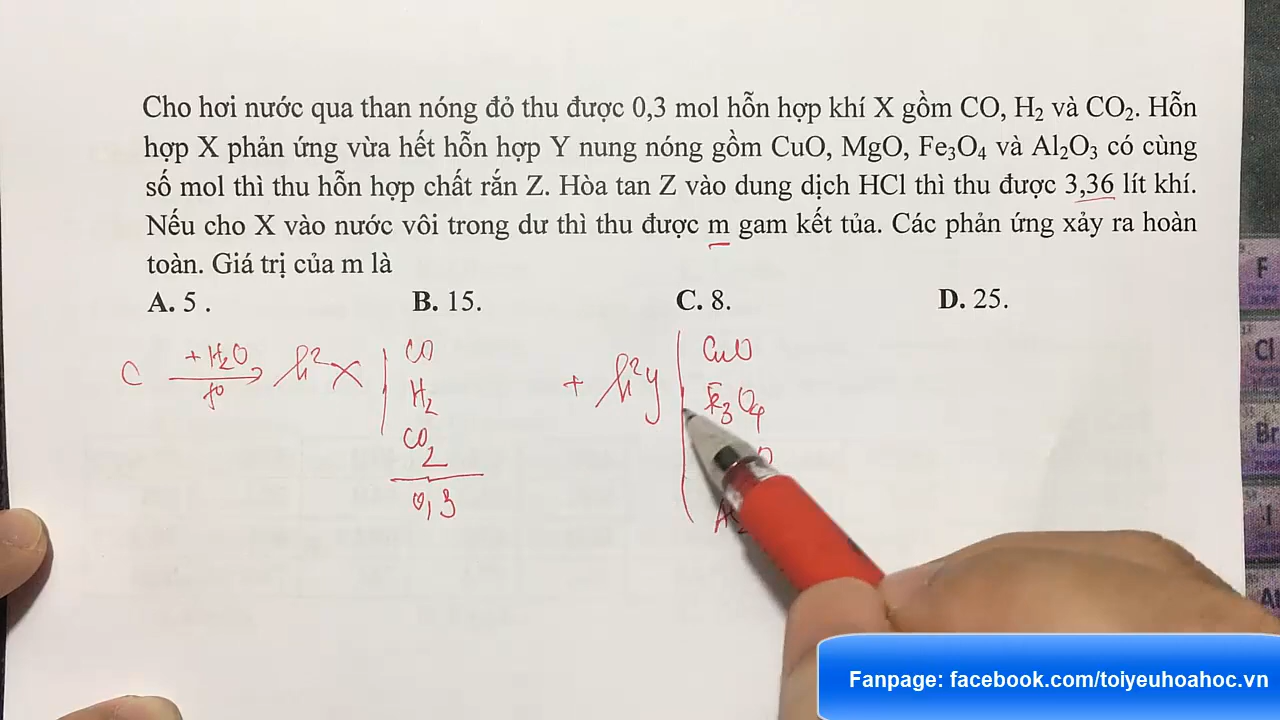 Cho hơi nước qua than nóng đỏ thu được 0,3 mol hỗn hợp khí X gồm CO, H₂ và CO₂. Hỗn
hợp X phản ứng vừa hết hỗn hợp Y nung nóng gồm CuO, MgO, Fe₃O₄ và Al₂O₃ có cùng
số mol thì thu hỗn hợp chất rắn Z. Hòa tan Z vào dung dịch HCl thì thu được 3,36 lít khí.
Nếu cho X vào nước vôi trong dư thì thu được m gam kết tủa. Các phản ứng xảy ra hoàn
toàn. Giá trị của m là
A. 5 . B. 15. C. 8. D. 25.
C + H₂O t° h² X CO + h² Y CuO
H₂ Fe₃O₄
CO₂
0,3
F
Cl
Br
I
Fanpage: facebook.com/toiyeuhoahoc.vn